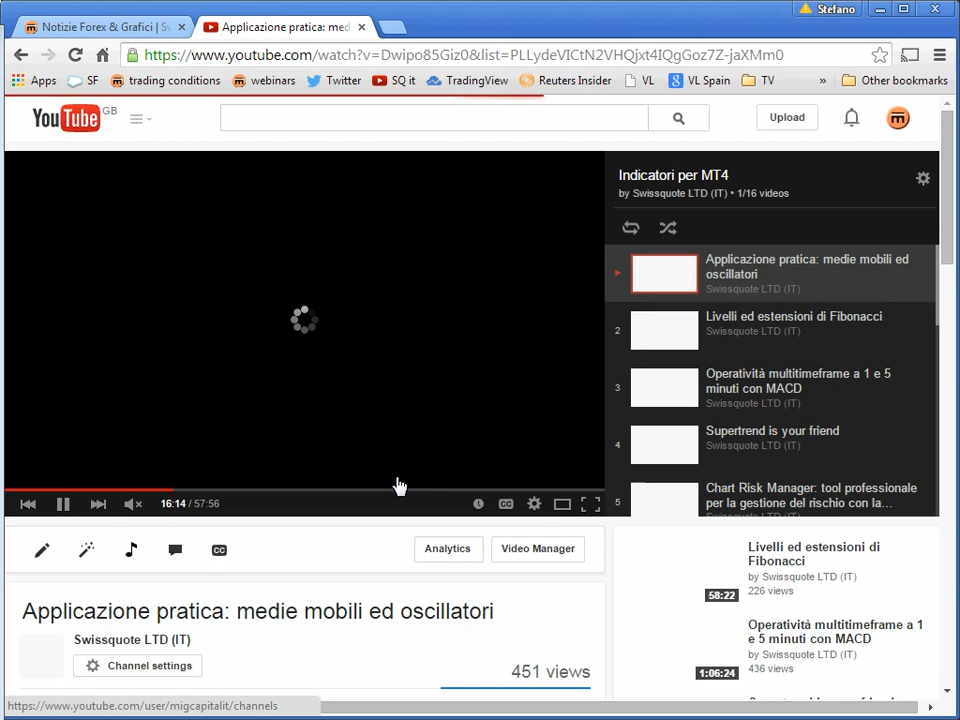 Stefano
Notizie Forex & Grafici | S
Applicazione pratica: med
https://www.youtube.com/watch?v=Dwipo85Giz0&list=PLLydeVICtN2VHQjxt4IQgGoz7Z-jaXMm0
Apps
SF
trading conditions
webinars
Twitter
SQ it
TradingView
Reuters Insider
VL
VL Spain
TV
»
Other bookmarks
YouTube GB
Upload
Indicatori per MT4
by Swissquote LTD (IT) • 1/16 videos
Applicazione pratica: medie mobili ed
oscillatori
Swissquote LTD (IT)
2
Livelli ed estensioni di Fibonacci
Swissquote LTD (IT)
3
Operatività multitimeframe a 1 e 5
minuti con MACD
Swissquote LTD (IT)
4
Supertrend is your friend
Swissquote LTD (IT)
5
Chart Risk Manager: tool professionale
per la gestione del rischio con la...
16:14 / 57:56
CC
CC
Analytics
Video Manager
Applicazione pratica: medie mobili ed oscillatori
Swissquote LTD (IT)
Channel settings
451 views
Livelli ed estensioni di
Fibonacci
by Swissquote LTD (IT)
226 views
58:22
Operatività multitimeframe a 1
e 5 minuti con MACD
by Swissquote LTD (IT)
436 views
1:06:24
https://www.youtube.com/user/migcapitalit/channels